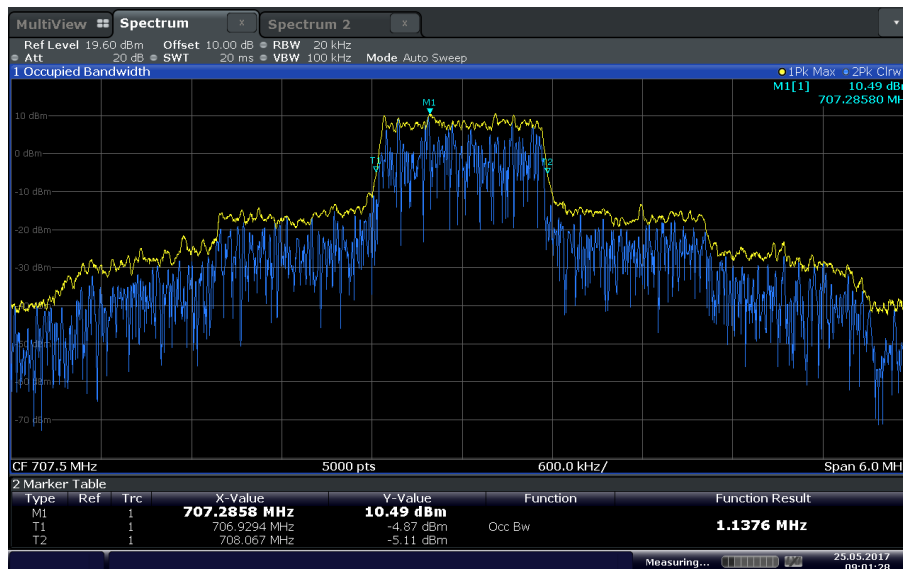 MultiView Spectrum x Spectrum 2 x
Ref Level 19.60 dBm Offset 10.00 dB RBW 20 kHz
Att 20 dB SWT 20 ms VBW 100 kHz Mode Auto Sweep
1 Occupied Bandwidth 1Pk Max 2Pk Clrw
M1[1] 10.49 dBm
707.28580 MH
M1
10 dBm
0 dBm
T1 T2
-10 dBm
-20 dBm
-30 dBm
-50 dBm
-60 dBm
-70 dBm
CF 707.5 MHz 5000 pts 600.0 kHz/ Span 6.0 MH
2 Marker Table
Type Ref Trc X-Value Y-Value Function Function Result
M1 1 707.2858 MHz 10.49 dBm
T1 1 706.9294 MHz -4.87 dBm Occ Bw 1.1376 MHz
T2 1 708.067 MHz -5.11 dBm
Measuring... 25.05.2017
09:01:28